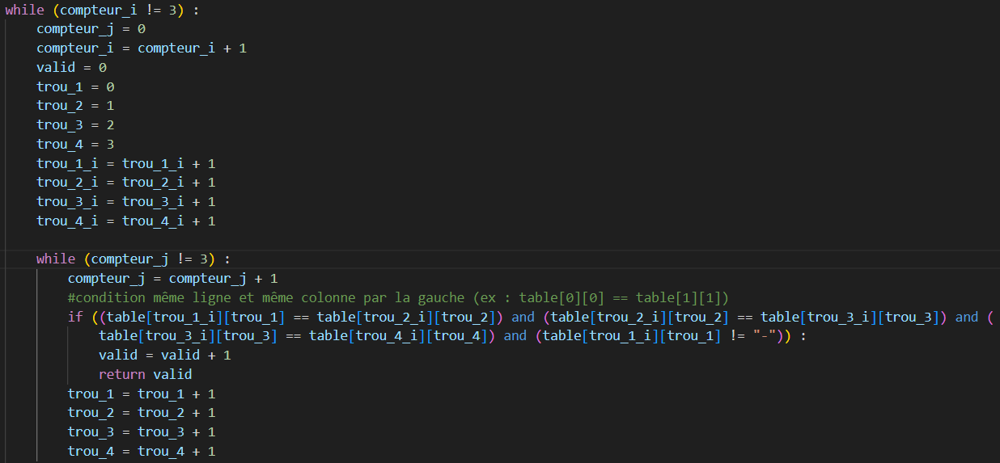 while (compteur_i != 3) :
    compteur_j = 0
    compteur_i = compteur_i + 1
    valid = 0
    trou_1 = 0
    trou_2 = 1
    trou_3 = 2
    trou_4 = 3
    trou_1_i = trou_1_i + 1
    trou_2_i = trou_2_i + 1
    trou_3_i = trou_3_i + 1
    trou_4_i = trou_4_i + 1

    while (compteur_j != 3) :
        compteur_j = compteur_j + 1
        #condition même ligne et même colonne par la gauche (ex : table[0][0] == table[1][1])
        if ((table[trou_1_i][trou_1] == table[trou_2_i][trou_2]) and (table[trou_2_i][trou_2] == table[trou_3_i][trou_3]) and (
            table[trou_3_i][trou_3] == table[trou_4_i][trou_4]) and (table[trou_1_i][trou_1] != "-")) :
            valid = valid + 1
            return valid
        trou_1 = trou_1 + 1
        trou_2 = trou_2 + 1
        trou_3 = trou_3 + 1
        trou_4 = trou_4 + 1